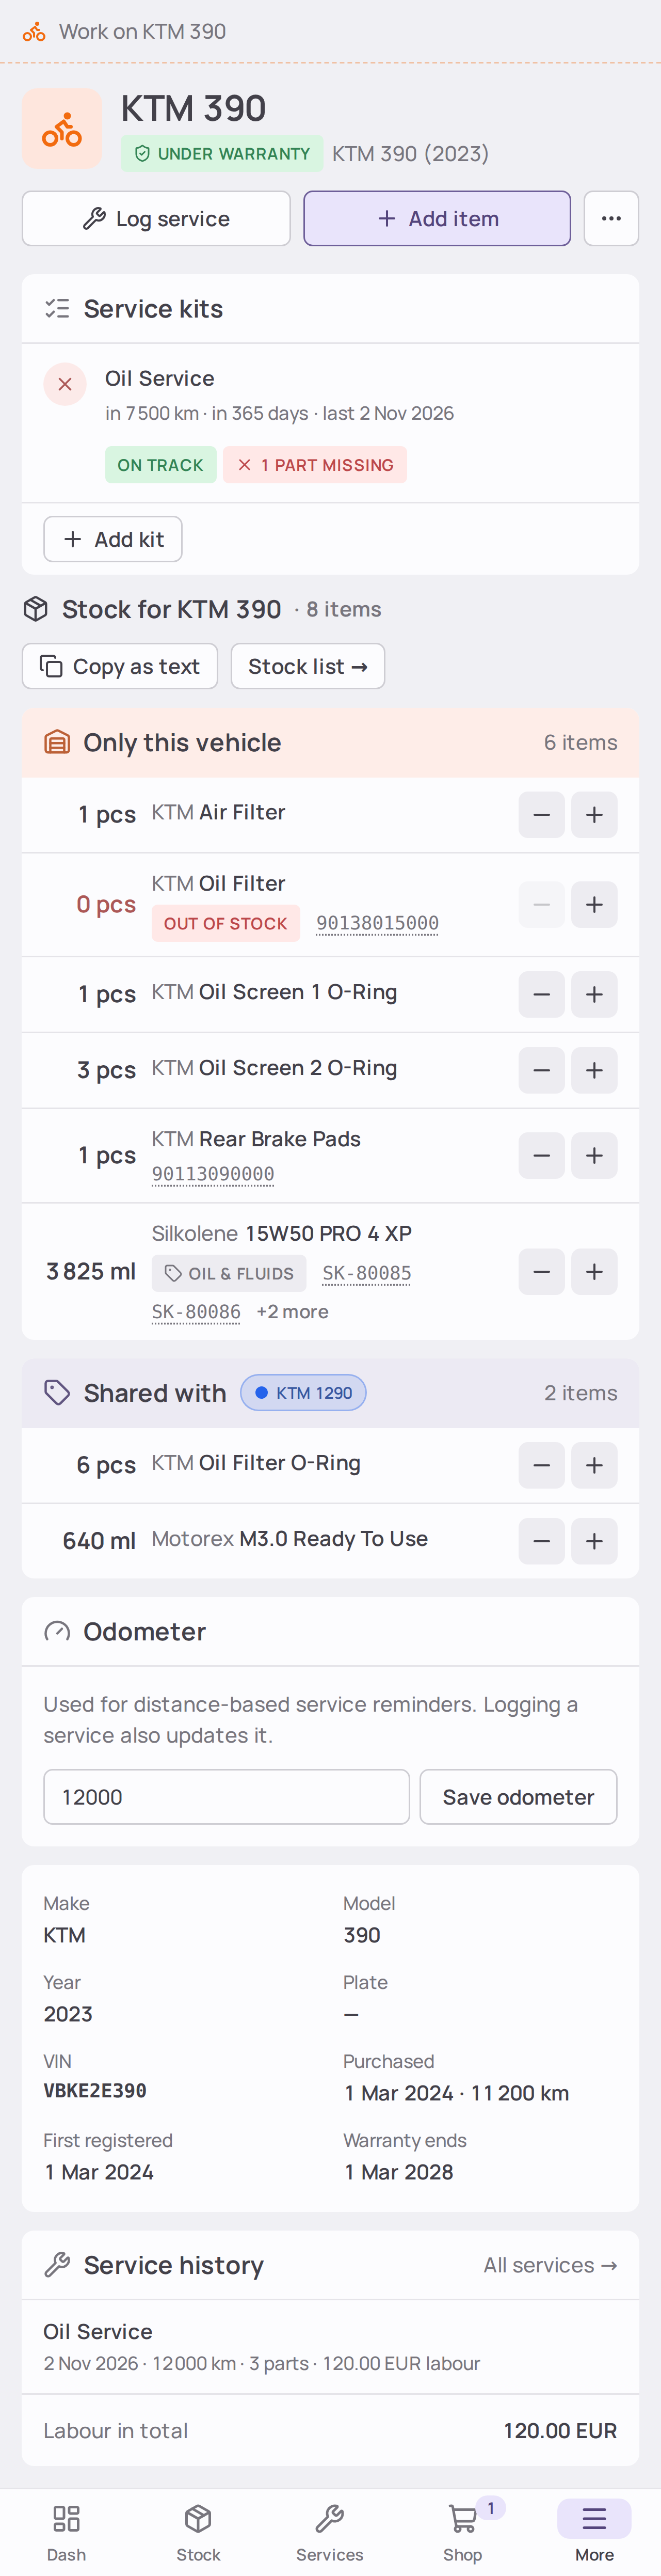 Work on KTM 390
KTM 390
UNDER WARRANTY KTM 390 (2023)
Log service
+ Add item
···
Service kits
Oil Service
in 7 500 km · in 365 days · last 2 Nov 2026
ON TRACK
1 PART MISSING
+ Add kit
Stock for KTM 390 · 8 items
Copy as text
Stock list →
Only this vehicle 6 items
1 pcs KTM Air Filter − +
KTM Oil Filter
0 pcs − +
OUT OF STOCK 90138015000
1 pcs KTM Oil Screen 1 O-Ring − +
3 pcs KTM Oil Screen 2 O-Ring − +
KTM Rear Brake Pads
1 pcs − +
90113090000
Silkolene 15W50 PRO 4 XP
3 825 ml OIL & FLUIDS SK-80085 − +
SK-80086 +2 more
Shared with KTM 1290 2 items
6 pcs KTM Oil Filter O-Ring − +
640 ml Motorex M3.0 Ready To Use − +
Odometer
Used for distance-based service reminders. Logging a
service also updates it.
12000 Save odometer
Make Model
KTM 390
Year Plate
2023 —
VIN Purchased
VBKE2E390 1 Mar 2024 · 11 200 km
First registered Warranty ends
1 Mar 2024 1 Mar 2028
Service history All services →
Oil Service
2 Nov 2026 · 12 000 km · 3 parts · 120.00 EUR labour
Labour in total 120.00 EUR
1
Dash Stock Services Shop More